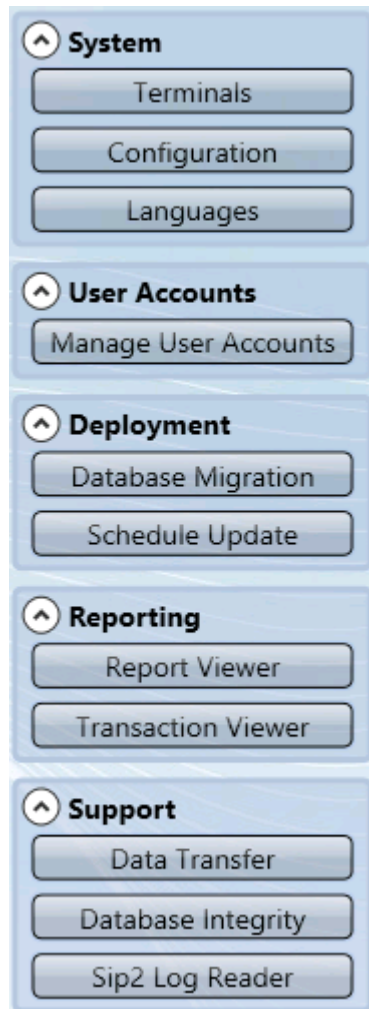 System
Terminals
Configuration
Languages
User Accounts
Manage User Accounts
Deployment
Database Migration
Schedule Update
Reporting
Report Viewer
Transaction Viewer
Support
Data Transfer
Database Integrity
Sip2 Log Reader